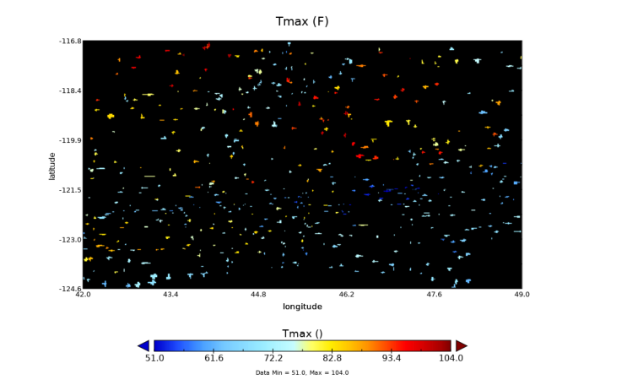 Tmax (F)
-116.8
-118.4
-119.9
-121.5
-123.0
-124.6
latitude
42.0 43.4 44.8 46.2 47.6 49.0
longitude
Tmax ()
51.0 61.6 72.2 82.8 93.4 104.0
Data Min = 51.0, Max = 104.0